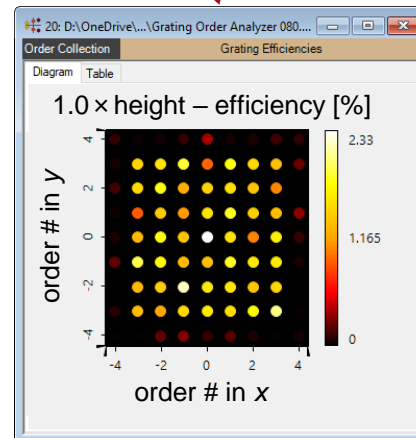 20: D:\OneDrive\...\Grating Order Analyzer 080....
Order Collection Grating Efficiencies
Diagram Table
1.0 × height – efficiency [%]
order # in y
4
2
0
-2
-4
-4 -2 0 2 4
order # in x
2.33
1.165
0